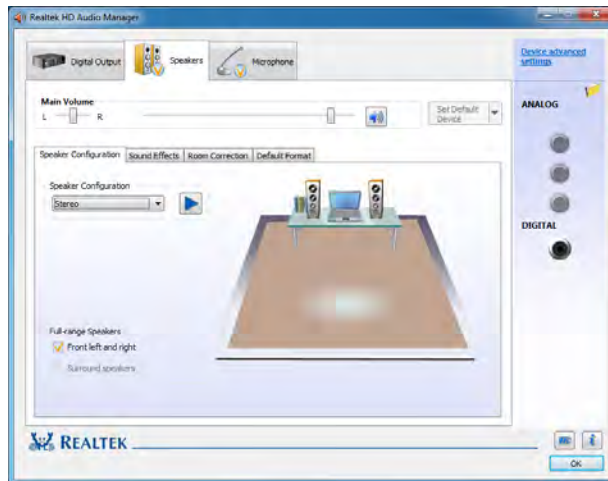 Realtek HD Audio Manager
Digital Output
Speakers
Microphone
Device advanced
settings
Main Volume
L
R
Set Default
Device
ANALOG
Speaker Configuration
Sound Effects
Room Correction
Default Format
Speaker Configuration
Stereo
DIGITAL
Full-range Speakers
Front left and right
Surround speakers
REALTEK
i
OK